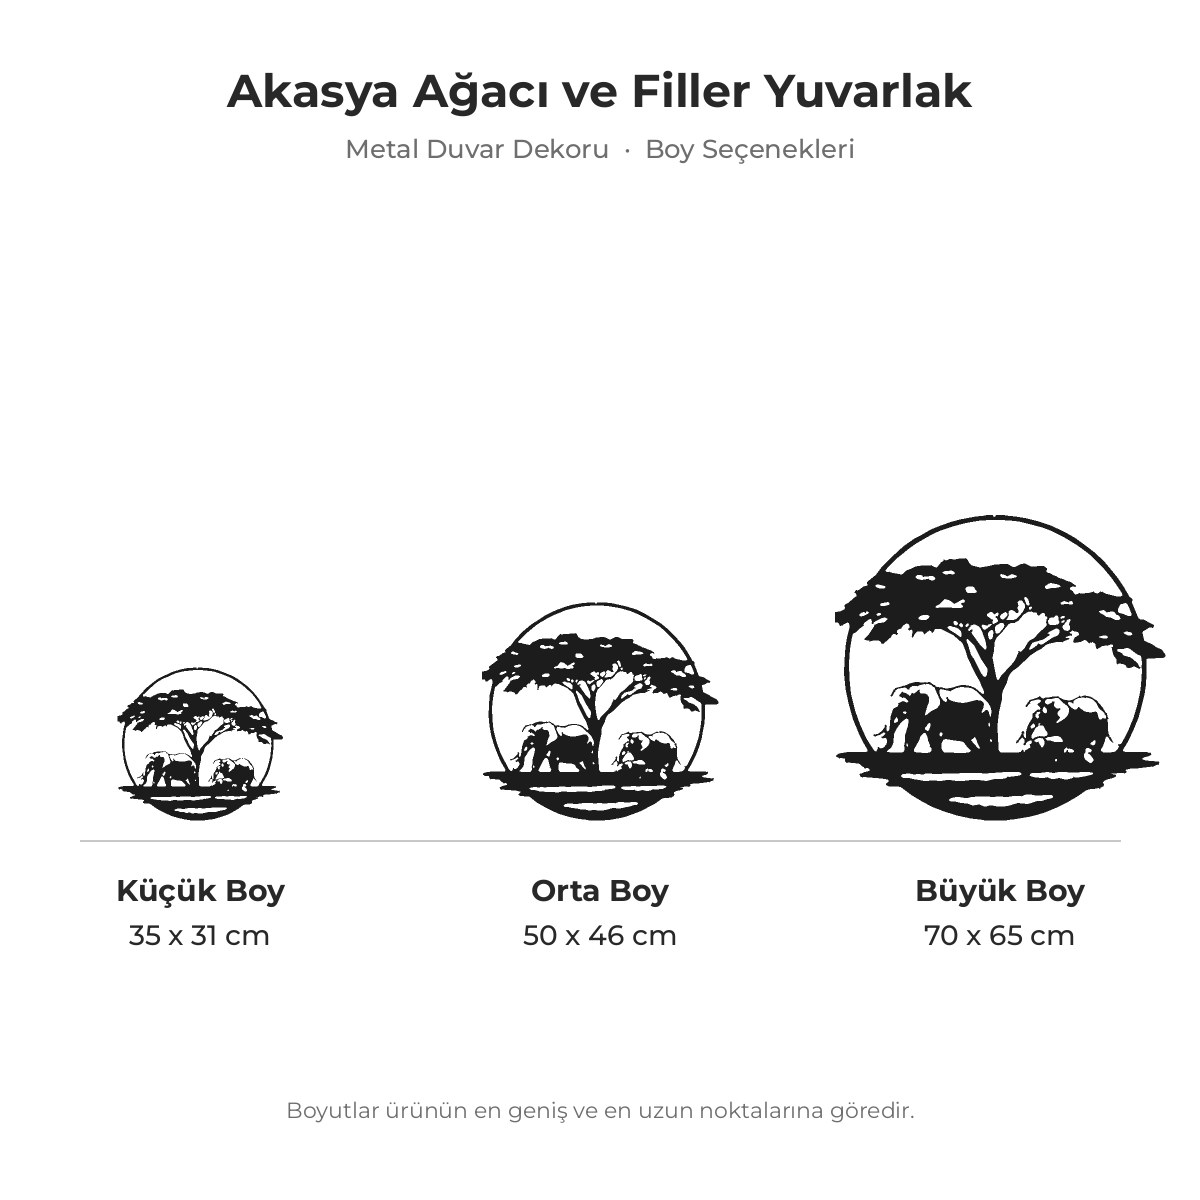 Akasya Ağacı ve Filler Yuvarlak
Metal Duvar Dekoru · Boy Seçenekleri
Küçük Boy
35 x 31 cm
Orta Boy
50 x 46 cm
Büyük Boy
70 x 65 cm
Boyutlar ürünün en geniş ve en uzun noktalarına göredir.